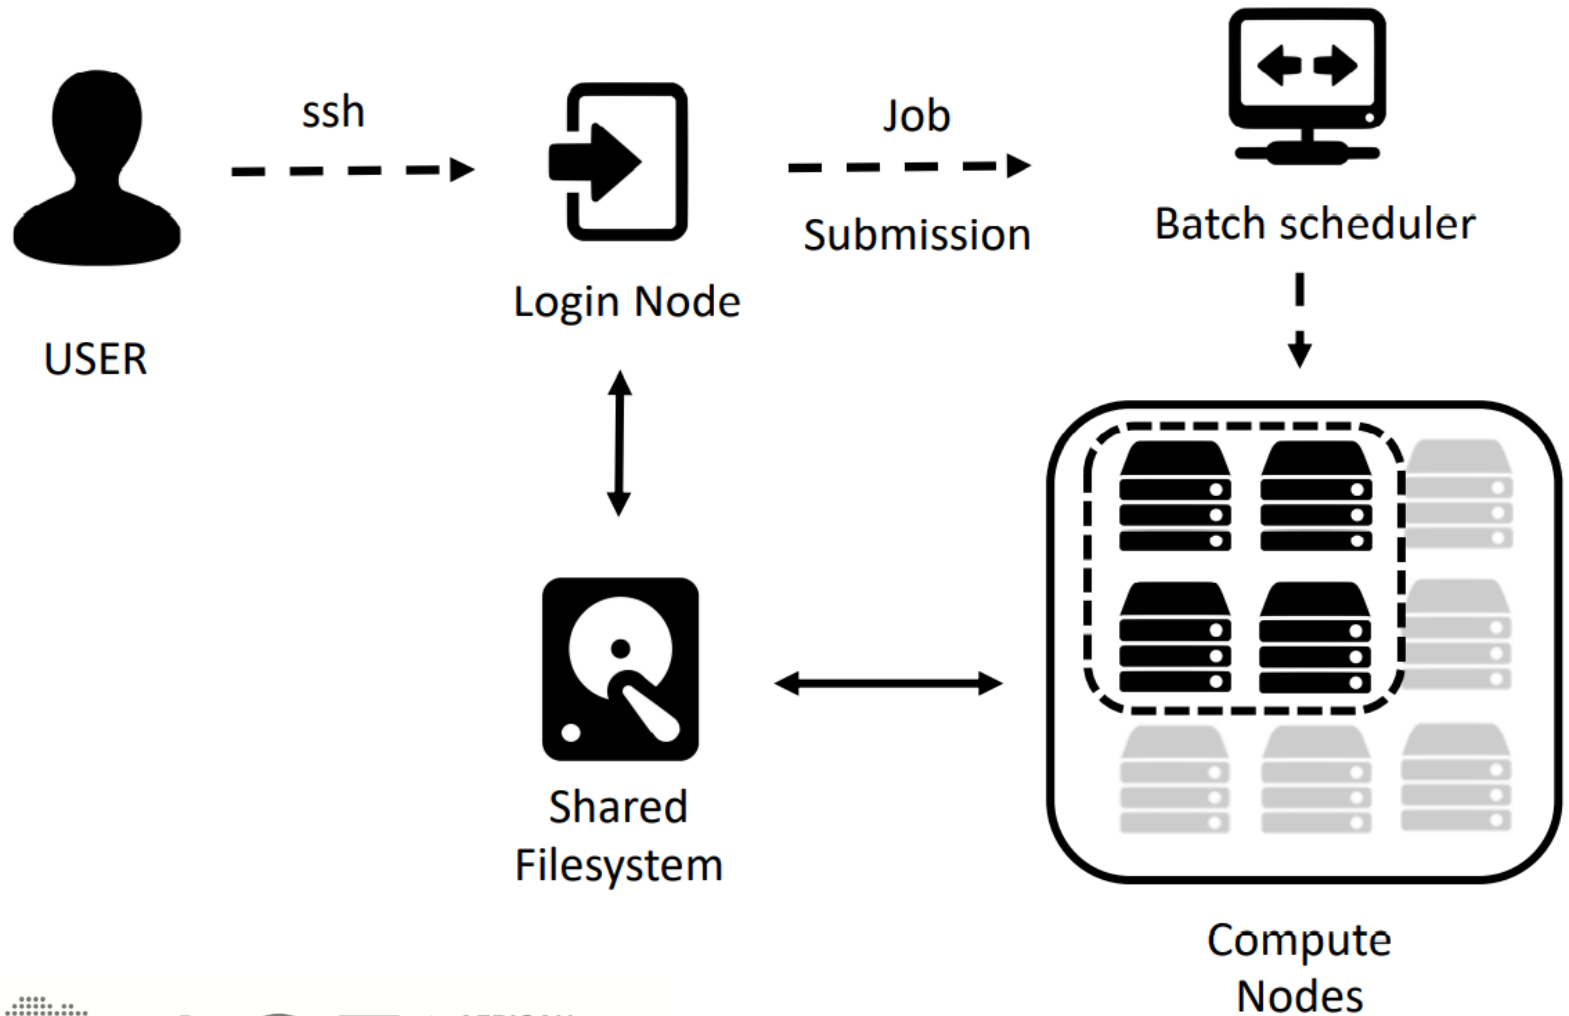 ssh
Job
Submission
Batch scheduler
Login Node
USER
Shared
Filesystem
Compute
Nodes